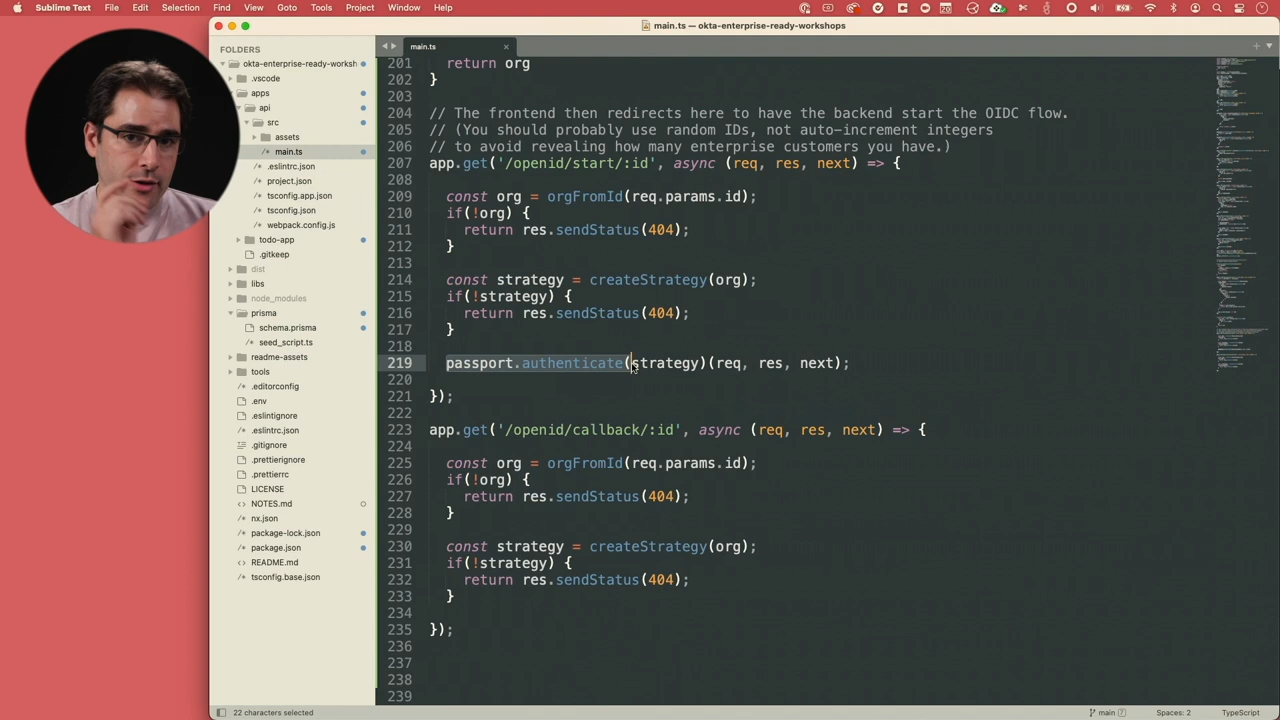 Sublime Text File Edit Selection Find View Goto Tools Project Window Help
main.ts — okta-enterprise-ready-workshops
FOLDERS
okta-enterprise-ready-worksh
.vscode
apps
api
src
assets
main.ts
.eslintrc.json
project.json
tsconfig.app.json
tsconfig.json
webpack.config.js
todo-app
.gitkeep
dist
libs
node_modules
prisma
schema.prisma
seed_script.ts
readme-assets
tools
.editorconfig
.env
.eslintignore
.eslintrc.json
.gitignore
.prettierignore
.prettierrc
LICENSE
NOTES.md
nx.json
package-lock.json
package.json
README.md
tsconfig.base.json
main.ts
201 return org
202 }
203
204 // The frontend then redirects here to have the backend start the OIDC flow.
205 // (You should probably use random IDs, not auto-increment integers
206 // to avoid revealing how many enterprise customers you have.)
207 app.get('/openid/start/:id', async (req, res, next) => {
208
209 const org = orgFromId(req.params.id);
210 if(!org) {
211 return res.sendStatus(404);
212 }
213
214 const strategy = createStrategy(org);
215 if(!strategy) {
216 return res.sendStatus(404);
217 }
218
219 passport.authenticate(strategy)(req, res, next);
220
221 });
222
223 app.get('/openid/callback/:id', async (req, res, next) => {
224
225 const org = orgFromId(req.params.id);
226 if(!org) {
227 return res.sendStatus(404);
228 }
229
230 const strategy = createStrategy(org);
231 if(!strategy) {
232 return res.sendStatus(404);
233 }
234
235 });
236
237
238
239
22 characters selected
main 7
Spaces: 2
TypeScript